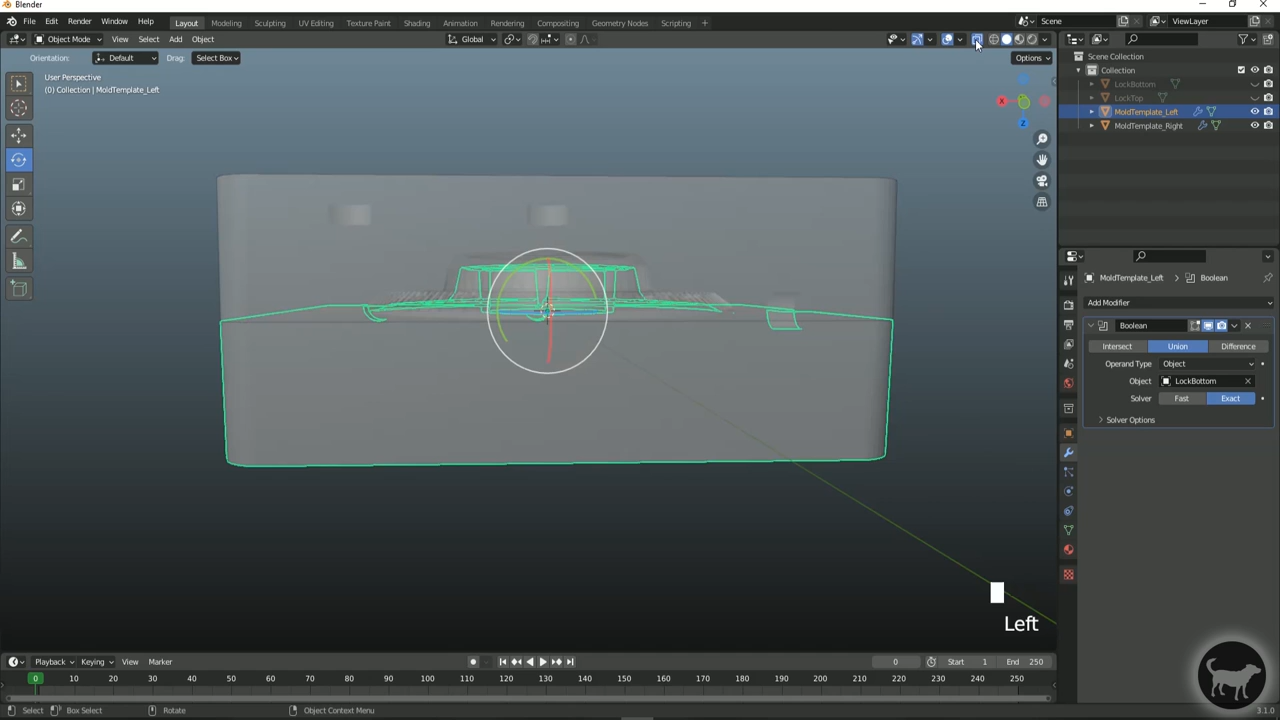 Blender
File Edit Render Window Help
Layout Modeling Sculpting UV Editing Texture Paint Shading Animation Rendering Compositing Geometry Nodes Scripting +
Scene
ViewLayer
Object Mode View Select Add Object
Global
Orientation: Default Drag: Select Box
Options
User Perspective
(0) Collection | MoldTemplate_Left
X
Z
Scene Collection
Collection
LockBottom
LockTop
MoldTemplate_Left
MoldTemplate_Right
MoldTemplate_Left > Boolean
Add Modifier
Boolean
Intersect Union Difference
Operand Type Object
Object LockBottom
Solver Fast Exact
Solver Options
Left
Playback Keying View Marker
0 Start 1 End 250
0 10 20 30 40 50 60 70 80 90 100 110 120 130 140 150 160 170 180 190 200 210 220 230 240 250
Select Box Select Rotate Object Context Menu
3.1.0